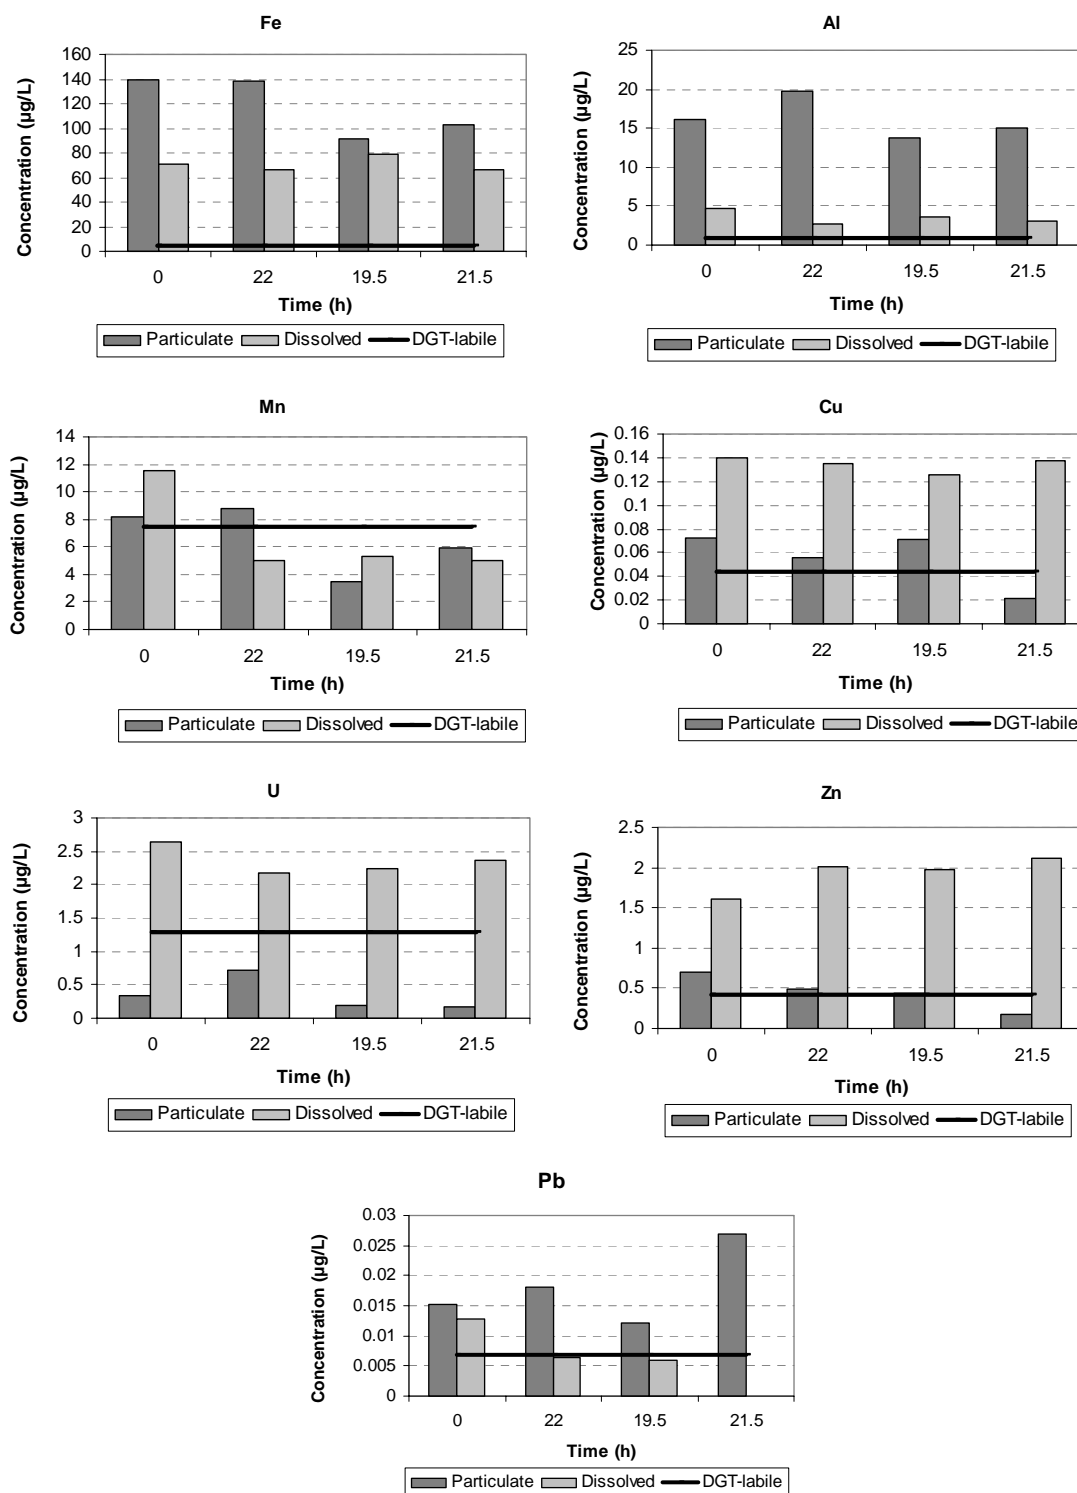 Fe
Concentration (µg/L)
160
140
120
100
80
60
40
20
0
0 22 19.5 21.5
Time (h)
Particulate Dissolved DGT-labile
Al
Concentration (µg/L)
25
20
15
10
5
0
0 22 19.5 21.5
Time (h)
Particulate Dissolved DGT-labile
Mn
Concentration (µg/L)
14
12
10
8
6
4
2
0
0 22 19.5 21.5
Time (h)
Particulate Dissolved DGT-labile
Cu
Concentration (µg/L)
0.16
0.14
0.12
0.1
0.08
0.06
0.04
0.02
0
0 22 19.5 21.5
Time (h)
Particulate Dissolved DGT-labile
U
Concentration (µg/L)
3
2.5
2
1.5
1
0.5
0
0 22 19.5 21.5
Time (h)
Particulate Dissolved DGT-labile
Zn
Concentration (µg/L)
2.5
2
1.5
1
0.5
0
0 22 19.5 21.5
Time (h)
Particulate Dissolved DGT-labile
Pb
Concentration (µg/L)
0.03
0.025
0.02
0.015
0.01
0.005
0
0 22 19.5 21.5
Time (h)
Particulate Dissolved DGT-labile